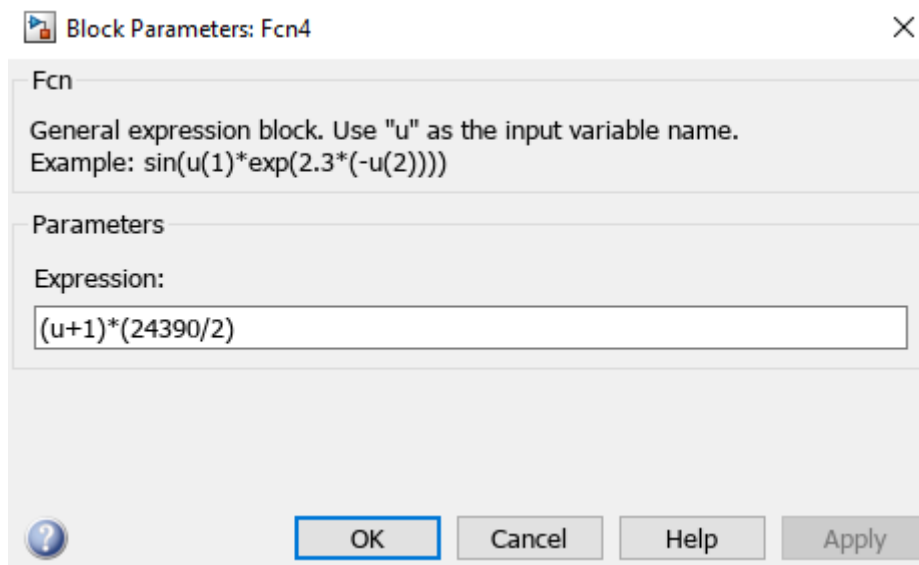 Block Parameters: Fcn4
Fcn
General expression block. Use "u" as the input variable name.
Example: sin(u(1)*exp(2.3*(-u(2))))
Parameters
Expression:
(u+1)*(24390/2)
OK Cancel Help Apply